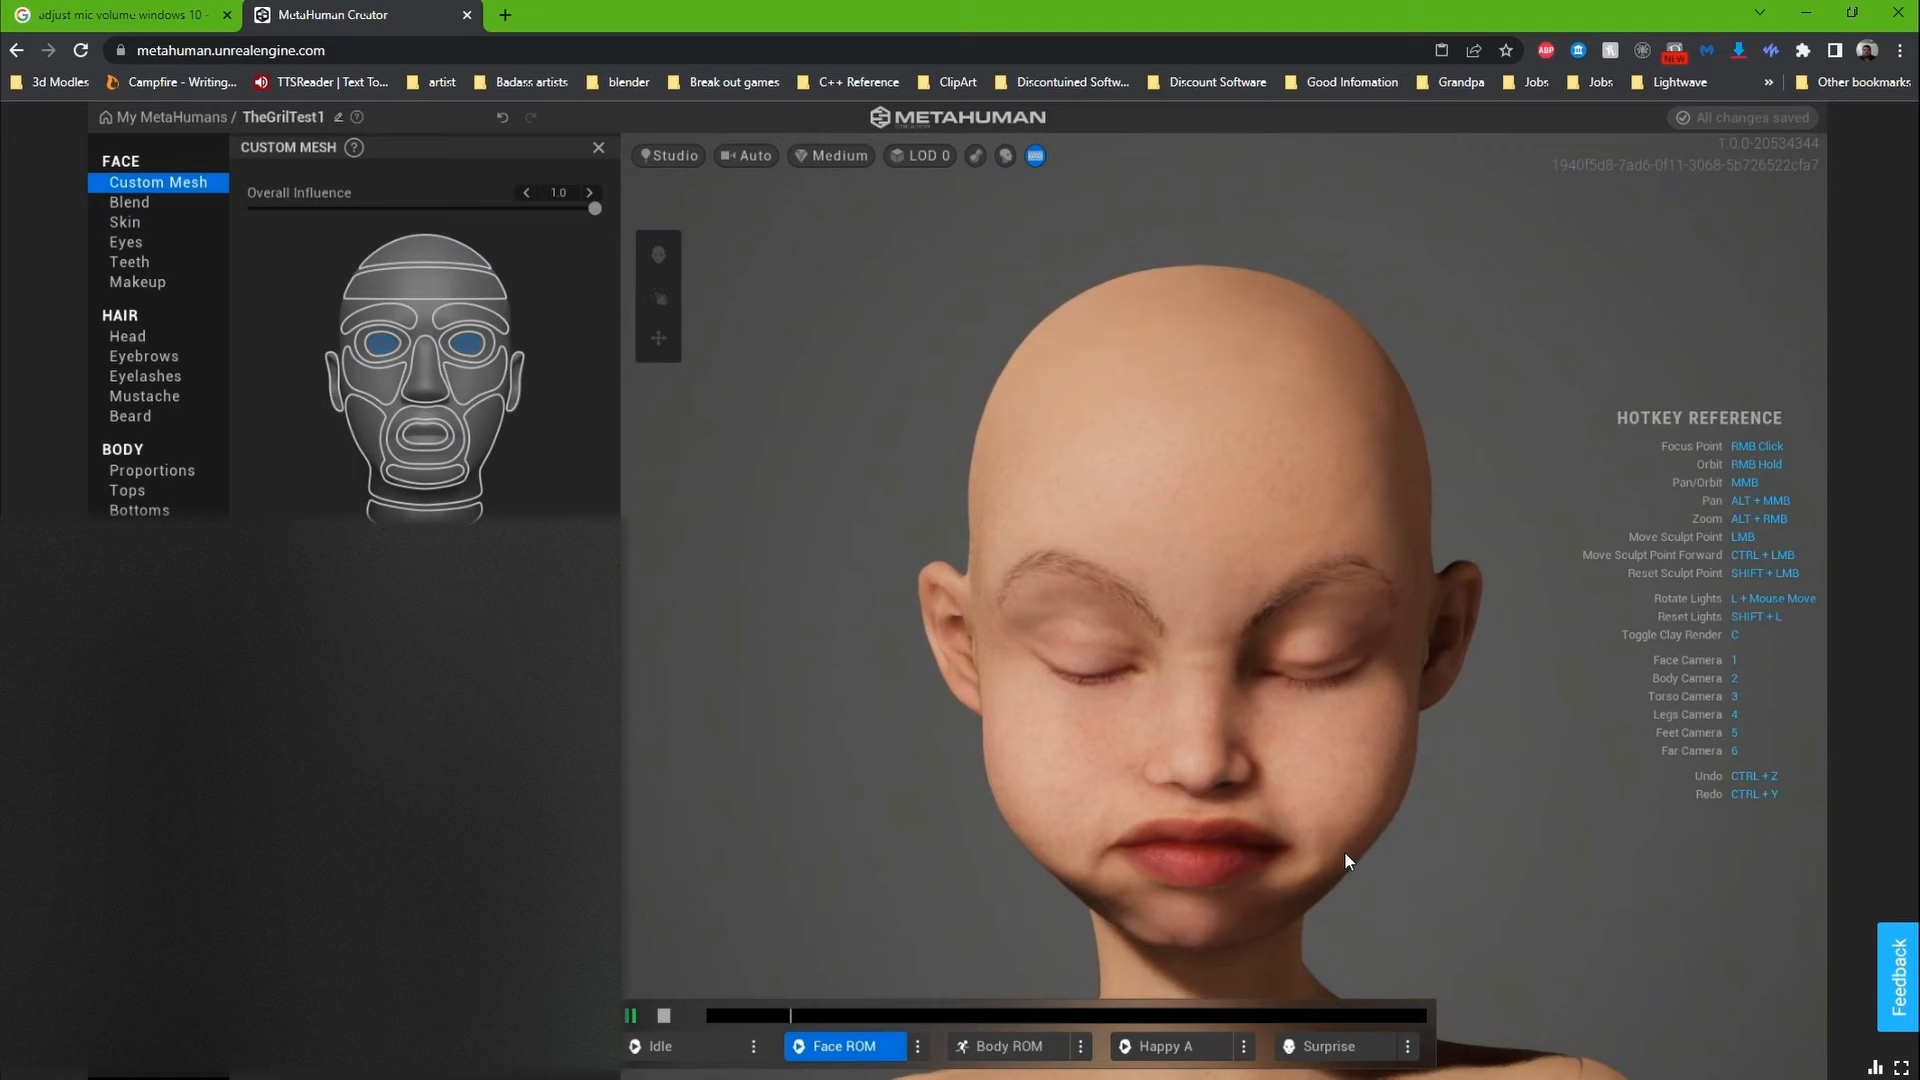 adjust mic volume windows 10 -
MetaHuman Creator
metahuman.unrealengine.com
ABP
NEW
3d Modles
Campfire - Writing...
TTSReader | Text To...
artist
Badass artists
blender
Break out games
C++ Reference
ClipArt
Discontuined Softw...
Discount Software
Good Infomation
Grandpa
Jobs
Jobs
Lightwave
Other bookmarks
My MetaHumans / TheGrilTest1
METAHUMAN
CREATOR
All changes saved
1.0.0-20534344
1940f5d8-7ad6-0f11-3068-5b726522cfa7
FACE
Custom Mesh
Blend
Skin
Eyes
Teeth
Makeup
HAIR
Head
Eyebrows
Eyelashes
Mustache
Beard
BODY
Proportions
Tops
Bottoms
CUSTOM MESH
Overall Influence
1.0
Studio
Auto
Medium
LOD 0
HOTKEY REFERENCE
Focus Point RMB Click
Orbit RMB Hold
Pan/Orbit MMB
Pan ALT + MMB
Zoom ALT + RMB
Move Sculpt Point LMB
Move Sculpt Point Forward CTRL + LMB
Reset Sculpt Point SHIFT + LMB
Rotate Lights L + Mouse Move
Reset Lights SHIFT + L
Toggle Clay Render C
Face Camera 1
Body Camera 2
Torso Camera 3
Legs Camera 4
Feet Camera 5
Far Camera 6
Undo CTRL + Z
Redo CTRL + Y
Feedback
Idle
Face ROM
Body ROM
Happy A
Surprise